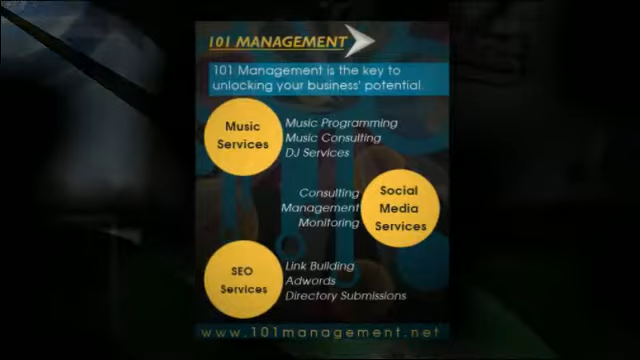 101 MANAGEMENT
101 Management is the key to
unlocking your business' potential.
Music
Services
Music Programming
Music Consulting
DJ Services
Consulting
Management
Monitoring
Social
Media
Services
SEO
Services
Link Building
Adwords
Directory Submissions
www.101management.net